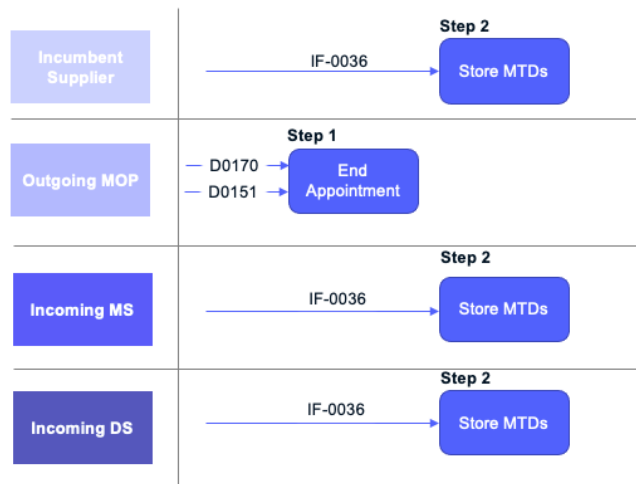 Step 2
Incumbent
Supplier
IF-0036
Store MTDs
Step 1
Outgoing MOP
D0170
D0151
End
Appointment
Step 2
Incoming MS
IF-0036
Store MTDs
Step 2
Incoming DS
IF-0036
Store MTDs